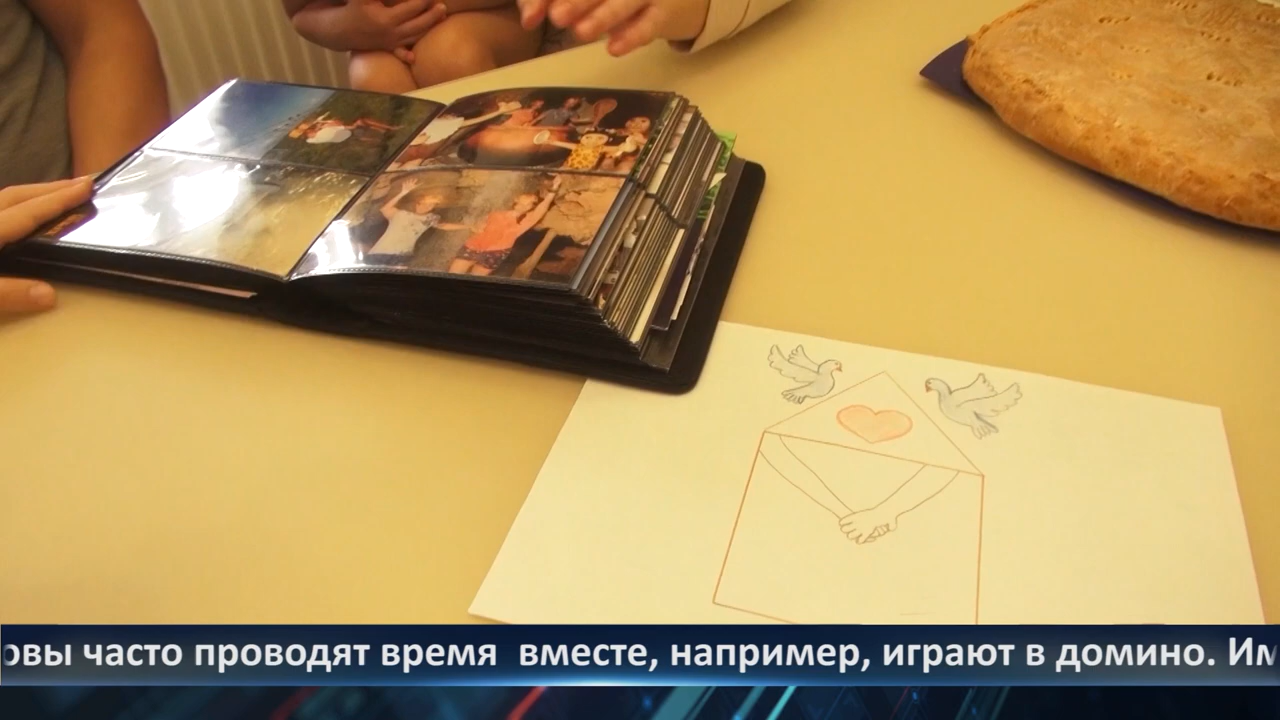 овы часто проводят время вместе, например, играют в домино. Им